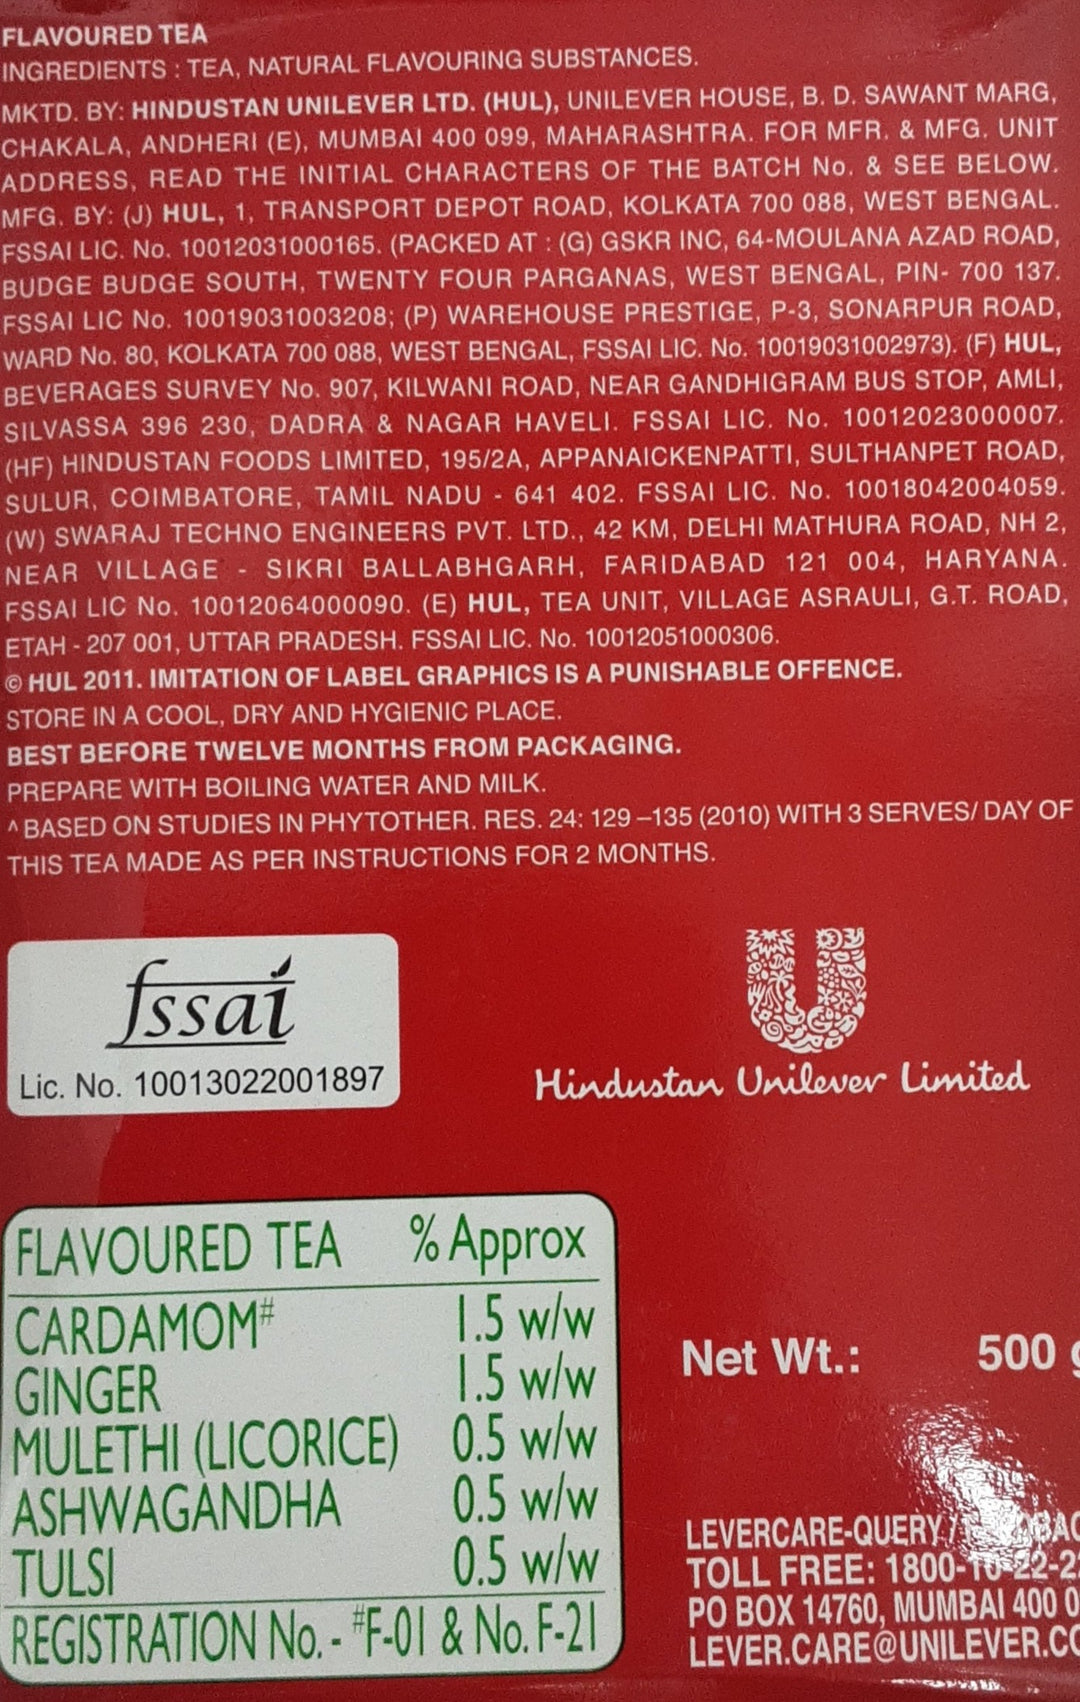 FLAVOURED TEA
INGREDIENTS : TEA, NATURAL FLAVOURING SUBSTANCES.
MKTD. BY: HINDUSTAN UNILEVER LTD. (HUL), UNILEVER HOUSE, B. D. SAWANT MARG,
CHAKALA, ANDHERI (E), MUMBAI 400 099, MAHARASHTRA. FOR MFR. & MFG. UNIT
ADDRESS, READ THE INITIAL CHARACTERS OF THE BATCH No. & SEE BELOW.
MFG. BY: (J) HUL, 1, TRANSPORT DEPOT ROAD, KOLKATA 700 088, WEST BENGAL.
FSSAI LIC. No. 10012031000165. (PACKED AT : (G) GSKR INC, 64-MOULANA AZAD ROAD,
BUDGE BUDGE SOUTH, TWENTY FOUR PARGANAS, WEST BENGAL, PIN- 700 137.
FSSAI LIC No. 10019031003208; (P) WAREHOUSE PRESTIGE, P-3, SONARPUR ROAD,
WARD No. 80, KOLKATA 700 088, WEST BENGAL, FSSAI LIC. No. 10019031002973). (F) HUL,
BEVERAGES SURVEY No. 907, KILWANI ROAD, NEAR GANDHIGRAM BUS STOP, AMLI,
SILVASSA 396 230, DADRA & NAGAR HAVELI. FSSAI LIC. No. 10012023000007.
(HF) HINDUSTAN FOODS LIMITED, 195/2A, APPANAICKENPATTI, SULTHANPET ROAD,
SULUR, COIMBATORE, TAMIL NADU - 641 402. FSSAI LIC. No. 10018042004059.
(W) SWARAJ TECHNO ENGINEERS PVT. LTD., 42 KM, DELHI MATHURA ROAD, NH 2,
NEAR VILLAGE - SIKRI BALLABHGARH, FARIDABAD 121 004, HARYANA.
FSSAI LIC No. 10012064000090. (E) HUL, TEA UNIT, VILLAGE ASRAULI, G.T. ROAD,
ETAH - 207 001, UTTAR PRADESH. FSSAI LIC. No. 10012051000306.
© HUL 2011. IMITATION OF LABEL GRAPHICS IS A PUNISHABLE OFFENCE.
STORE IN A COOL, DRY AND HYGIENIC PLACE.
BEST BEFORE TWELVE MONTHS FROM PACKAGING.
PREPARE WITH BOILING WATER AND MILK.
^ BASED ON STUDIES IN PHYTOTHER. RES. 24: 129 –135 (2010) WITH 3 SERVES/ DAY OF
THIS TEA MADE AS PER INSTRUCTIONS FOR 2 MONTHS.
fssai
Lic. No. 10013022001897
Hindustan Unilever Limited
FLAVOURED TEA % Approx
CARDAMOM# 1.5 w/w
GINGER 1.5 w/w
MULETHI (LICORICE) 0.5 w/w
ASHWAGANDHA 0.5 w/w
TULSI 0.5 w/w
REGISTRATION No. - #F-01 & No. F-21
Net Wt.: 500
LEVERCARE-QUERY
TOLL FREE: 1800-10-22-2
PO BOX 14760, MUMBAI 400 0
LEVER.CARE@UNILEVER.CO